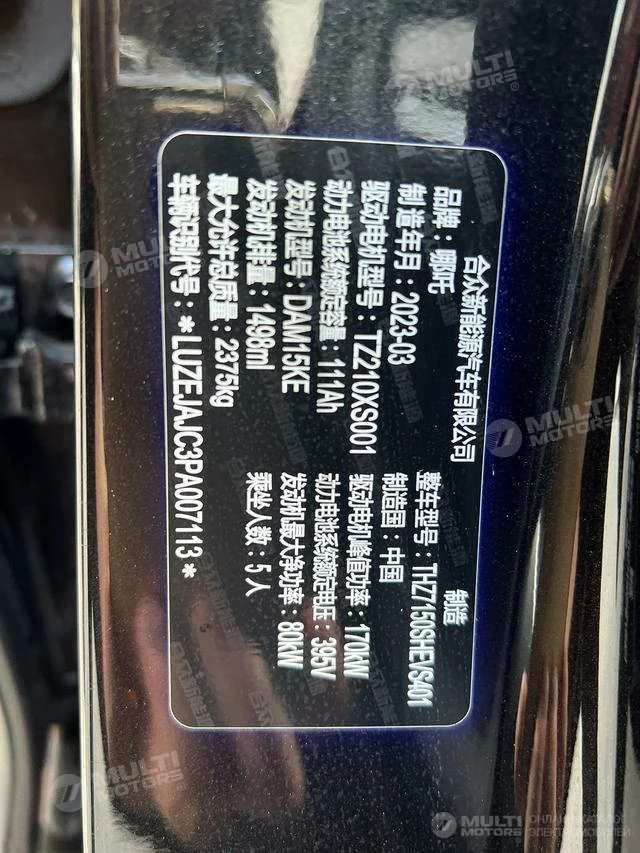 合众新能源汽车有限公司 制造
品牌：哪吒 整车型号：THZ7150SHEVS401
制造年月：2023-03 制造国：中国
驱动电机型号：TZ210XS001 驱动电机峰值功率：170kW
动力电池系统额定容量：111Ah 动力电池系统额定电压：395V
发动机型号：DAM15KE 发动机最大净功率：80KW
发动机排量：1498ml 乘坐人数：5人
最大允许总质量：2375kg
车辆识别代号：*LUZEJAJC3PA007113*
MULTI
MOTORS®
MULTI
MOTORS®
MULTI
MOTORS®
MULTI
MOTORS®
MULTI
MOTORS
ОНЛАЙН-КАТАЛОГ
ЭЛЕКТРОМОБИЛЕЙ